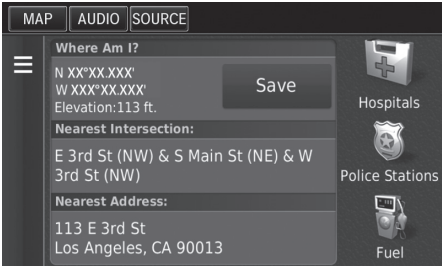 MAP AUDIO SOURCE
Where Am I?
N XX°XX.XXX'
W XXX°XX.XXX'
Elevation:113 ft.
Save
Nearest Intersection:
E 3rd St (NW) & S Main St (NE) & W
3rd St (NW)
Nearest Address:
113 E 3rd St
Los Angeles, CA 90013
Hospitals
Police Stations
Fuel